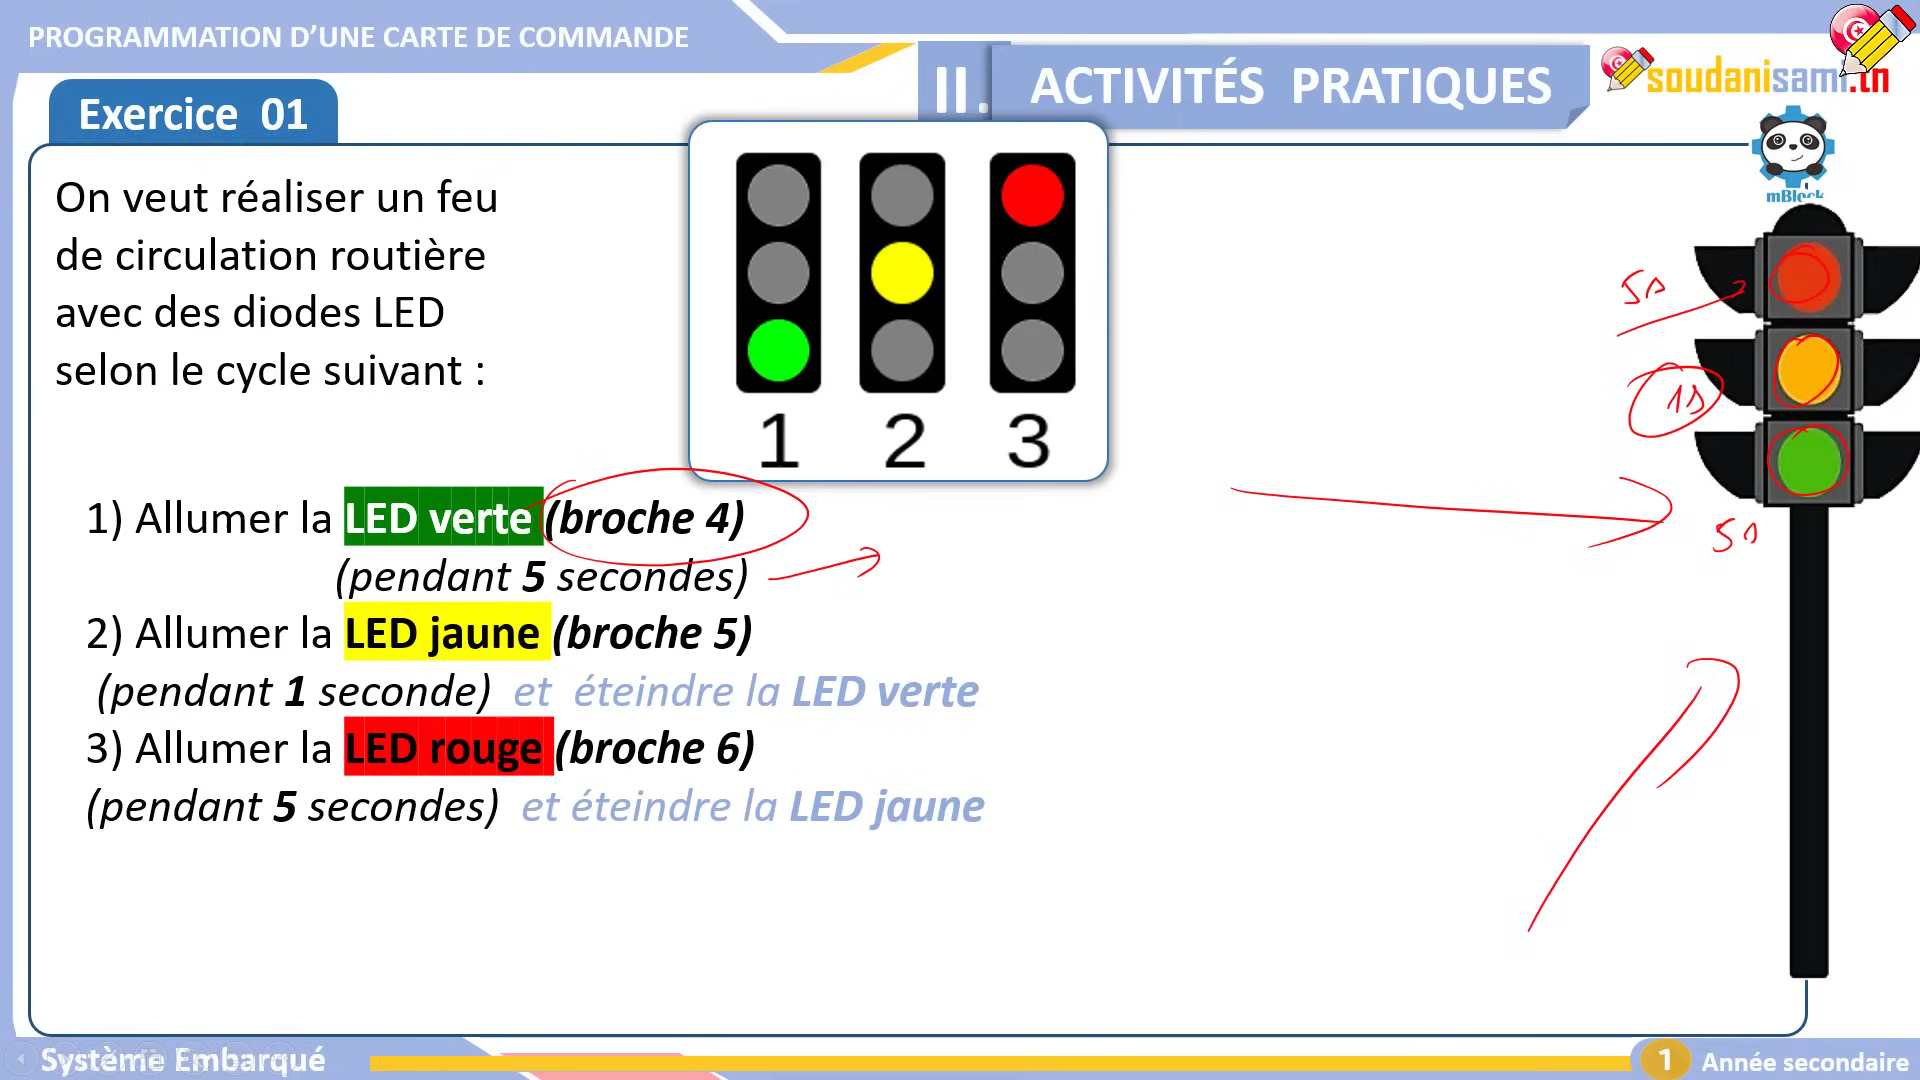 PROGRAMMATION D’UNE CARTE DE COMMANDE
II. ACTIVITÉS PRATIQUES
soudanisami.tn
Exercice 01
mBlock
On veut réaliser un feu
de circulation routière
avec des diodes LED
selon le cycle suivant :
1 2 3
5s
1s
5s
1) Allumer la LED verte (broche 4)
(pendant 5 secondes)
2) Allumer la LED jaune (broche 5)
(pendant 1 seconde) et éteindre la LED verte
3) Allumer la LED rouge (broche 6)
(pendant 5 secondes) et éteindre la LED jaune
Système Embarqué
1 Année secondaire